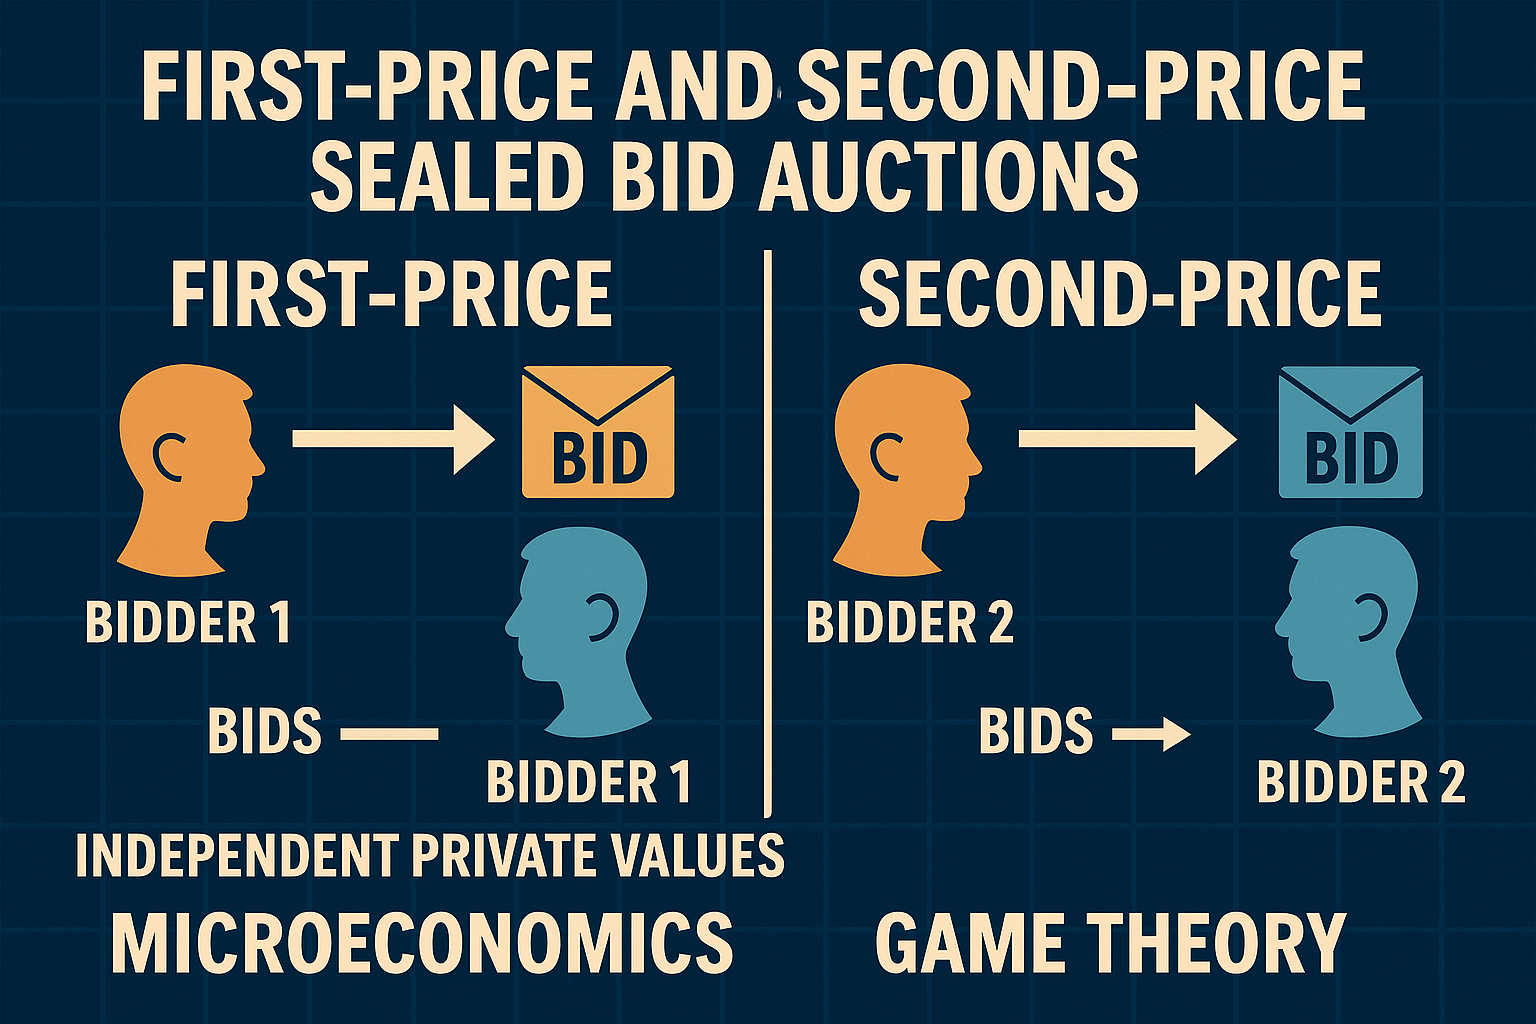 FIRST-PRICE AND SECOND-PRICE
SEALED BID AUCTIONS
FIRST-PRICE
BID
BIDDER 1
BIDS
BIDDER 1
SECOND-PRICE
BID
BIDDER 2
BIDS
BIDDER 2
INDEPENDENT PRIVATE VALUES
MICROECONOMICS
GAME THEORY